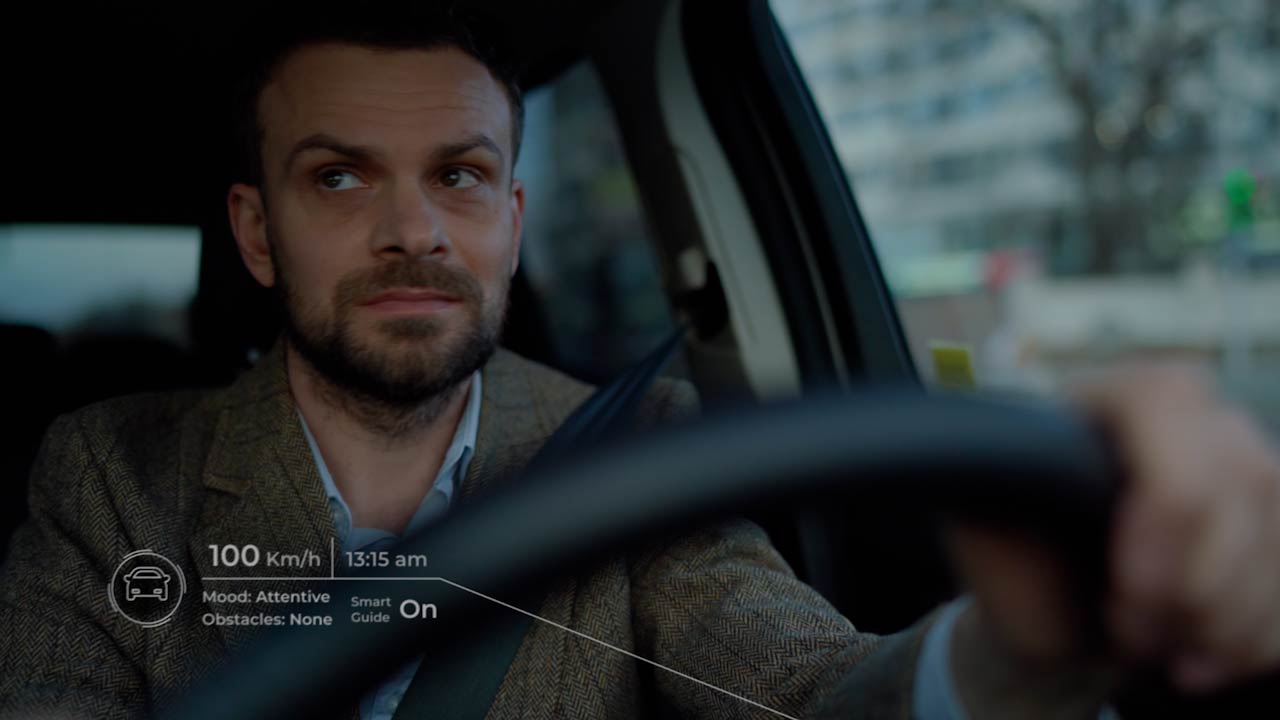 100 Km/h
13:15 am
Mood: Attentive
Obstacles: None
Smart
Guide
On